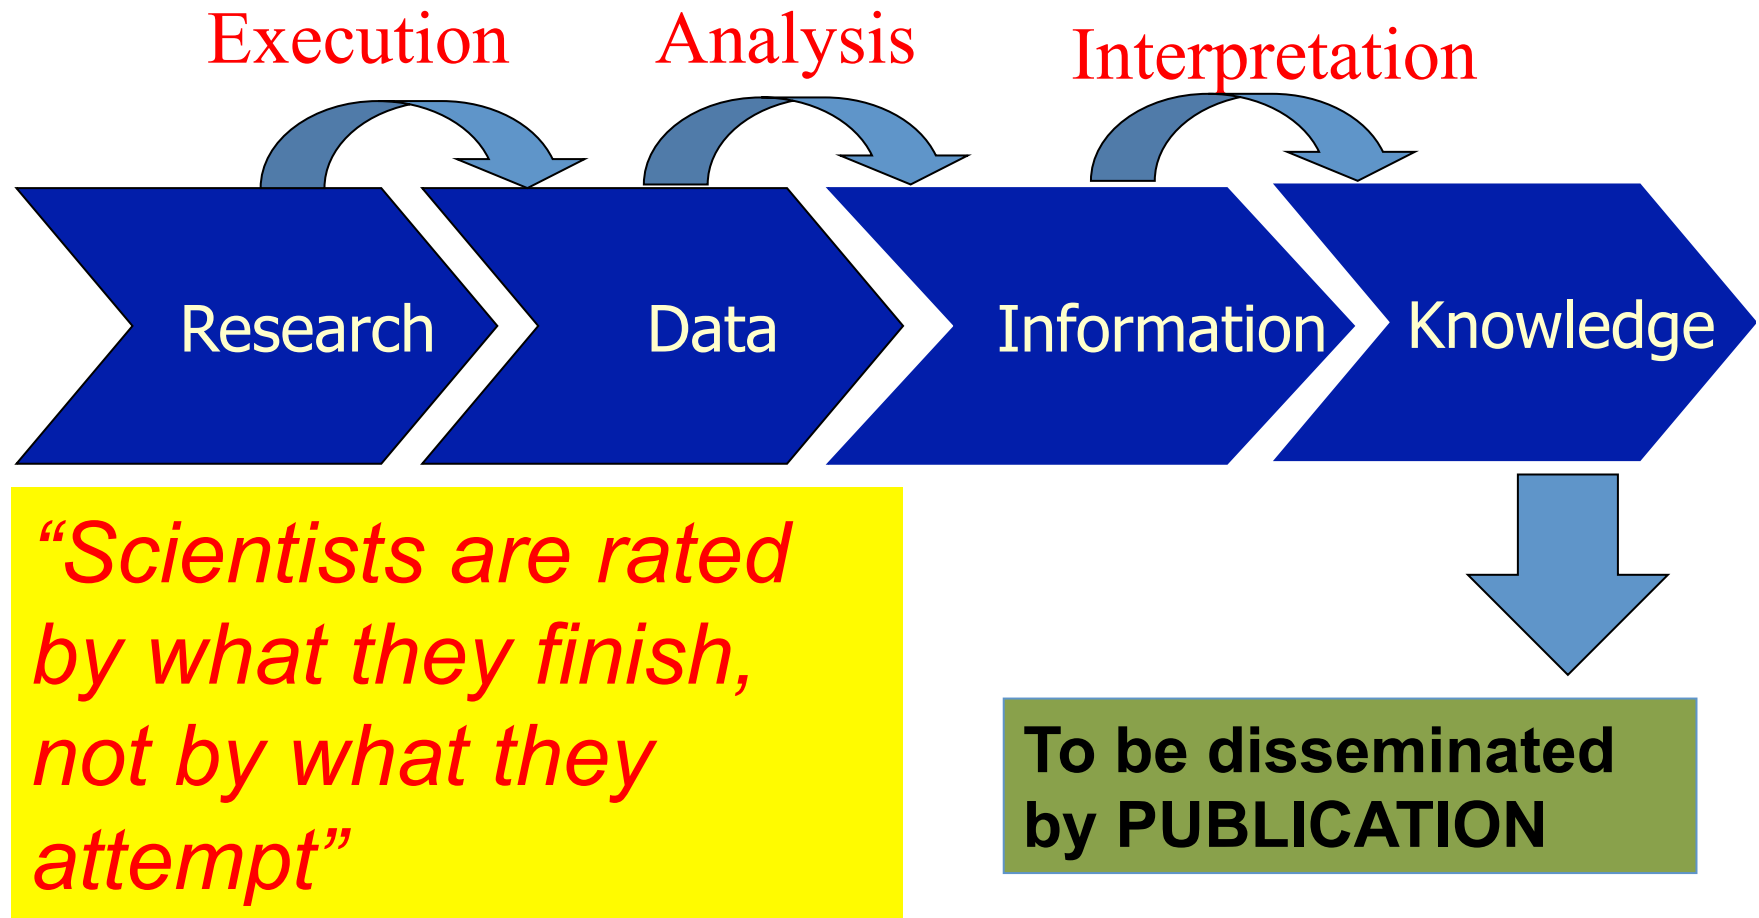 Execution
Analysis
Interpretation
Research
Data
Information
Knowledge
“Scientists are rated
by what they finish,
not by what they
attempt”
To be disseminated
by PUBLICATION